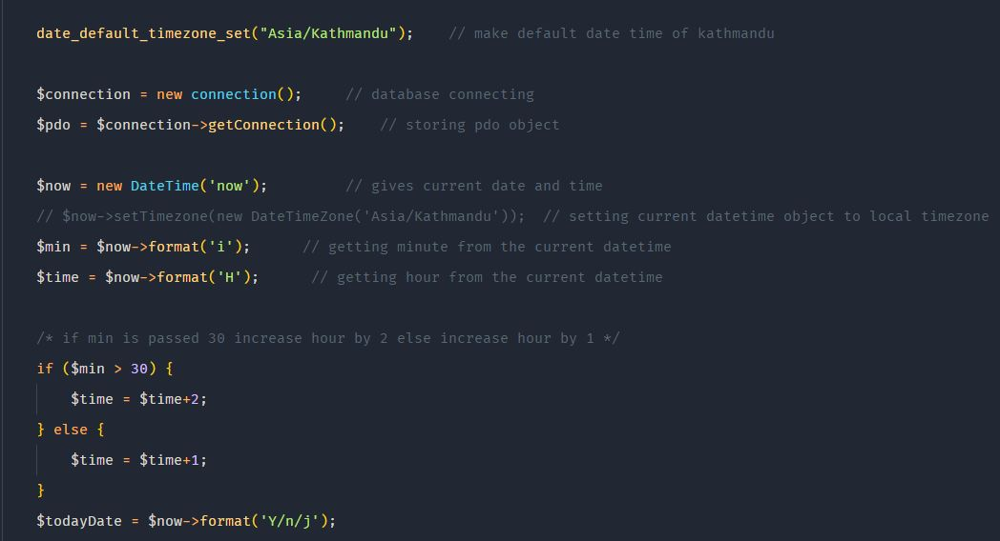 date_default_timezone_set("Asia/Kathmandu");    // make default date time of kathmandu
$connection = new connection();     // database connecting
$pdo = $connection->getConnection();    // storing pdo object
$now = new DateTime('now');         // gives current date and time
// $now->setTimezone(new DateTimeZone('Asia/Kathmandu'));  // setting current datetime object to local timezone
$min = $now->format('i');      // getting minute from the current datetime
$time = $now->format('H');      // getting hour from the current datetime
/* if min is passed 30 increase hour by 2 else increase hour by 1 */
if ($min > 30) {
    $time = $time+2;
} else {
    $time = $time+1;
}
$todayDate = $now->format('Y/n/j');